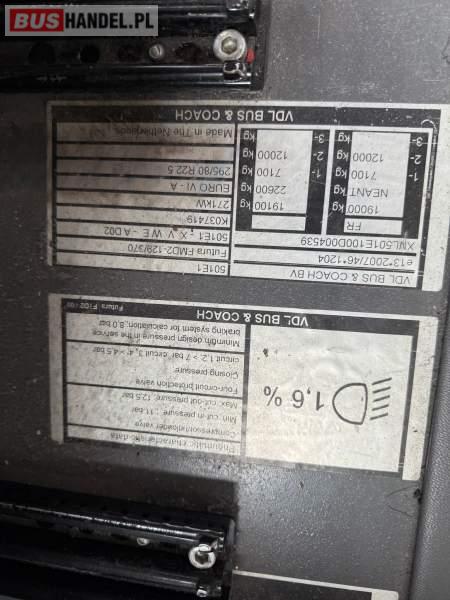 BUSHANDEL.PL
Pneumatic characteristic data
Compressor/unloader valve
Min. cut-in pressure : 11 bar
Max. cut-out pressure: 12.5 bar
Four-circuit protection valve
Closing pressure
circuit 1,2 > 7 bar, circuit 3, 4 > 4.5 bar
Minimum design pressure in the service
braking system for calculation: 8.0 bar
1,6 %
VDL BUS & COACH
VDL BUS & COACH BV
e13*2007/46*1204
XNL501E100D004539
FR
19000
NEANT kg
1- 7100 kg
2- 12000 kg
3- kg
19100 kg
22600 kg
1- 7100 kg
2- 12000 kg
3- kg
501E1
Futura FMD2-129/370
501E1 - X V W E - A D02
K037419
271KW
EURO VI - A
295/80 R22.5
Made in The Netherlands
VDL BUS & COACH